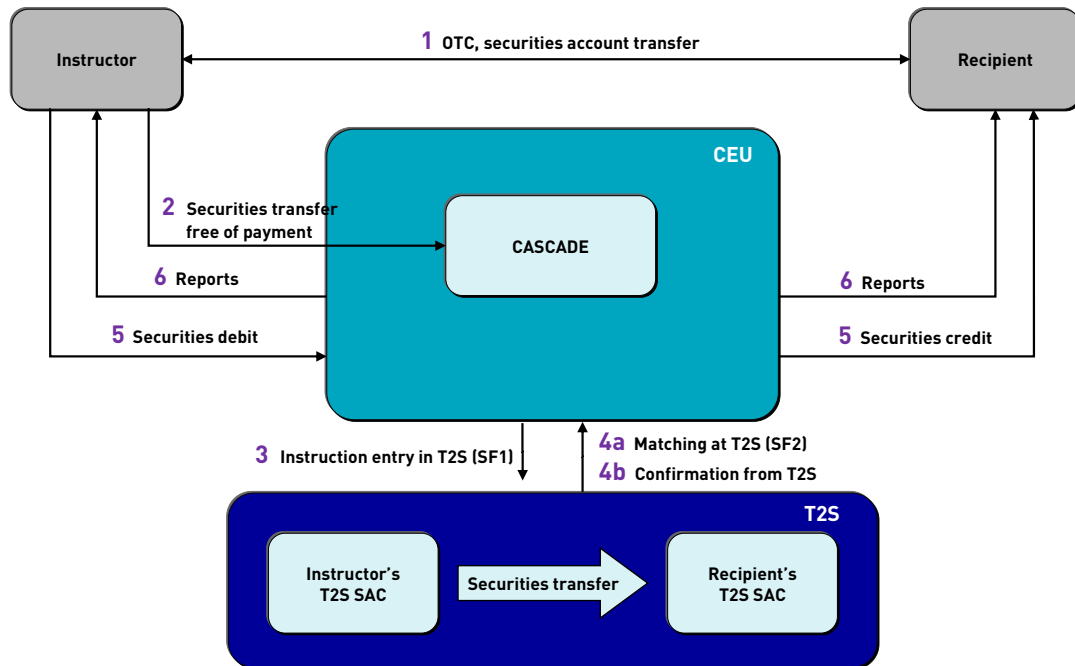 1 OTC, securities account transfer
Instructor
Recipient
CEU
2 Securities transfer
free of payment
CASCADE
6 Reports
6 Reports
5 Securities debit
5 Securities credit
3 Instruction entry in T2S (SF1)
4a Matching at T2S (SF2)
4b Confirmation from T2S
T2S
Instructor's
T2S SAC
Securities transfer
Recipient's
T2S SAC